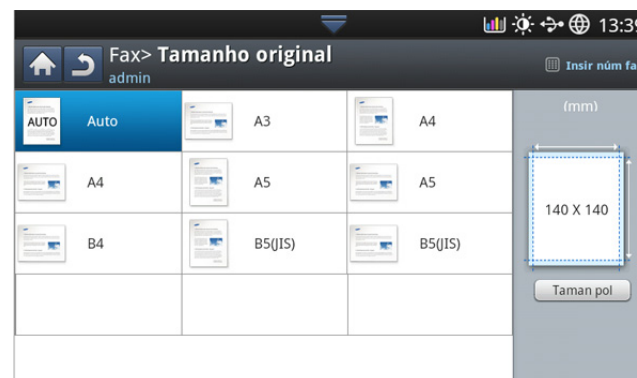 13:39
Fax> Tamanho original
admin
Insir núm fa
AUTO Auto
A3
A4
A4
A5
A5
B4
B5(JIS)
B5(JIS)
(mm)
140 X 140
Taman pol